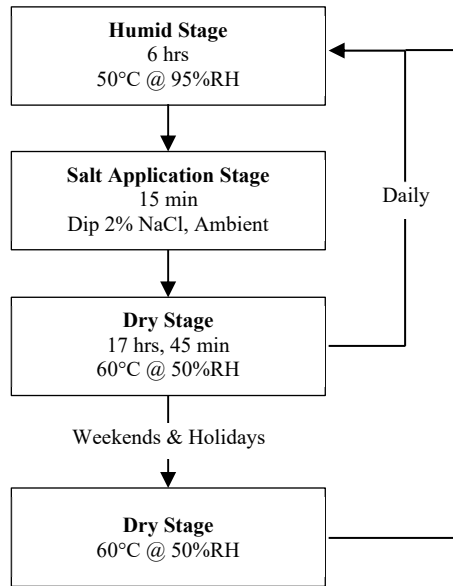 Humid Stage
6 hrs
50°C @ 95%RH
Salt Application Stage
15 min
Dip 2% NaCl, Ambient
Daily
Dry Stage
17 hrs, 45 min
60°C @ 50%RH
Weekends & Holidays
Dry Stage
60°C @ 50%RH